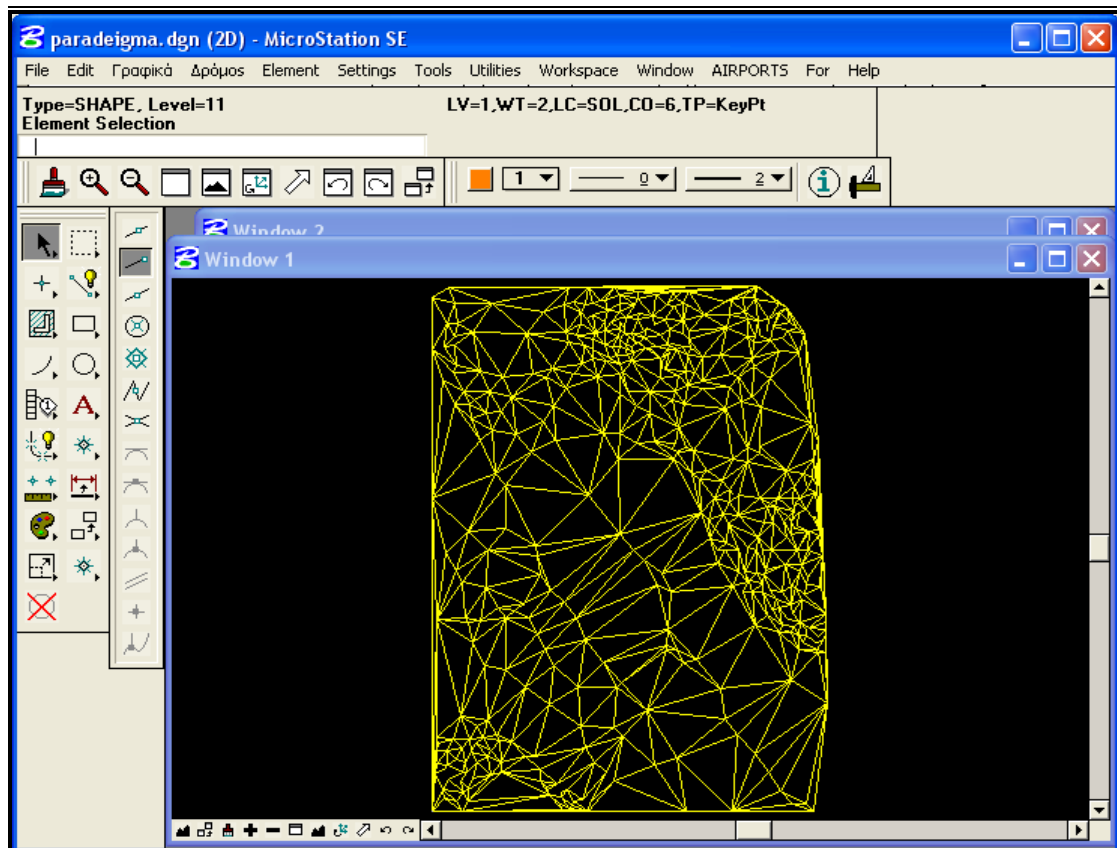 paradeigma.dgn (2D) - MicroStation SE
File Edit Γραφικά Δρόμος Element Settings Tools Utilities Workspace Window AIRPORTS For Help
Type=SHAPE, Level=11 LV=1,WT=2,LC=SOL,CO=6,TP=KeyPt
Element Selection
1 0 2
Window 2
Window 1